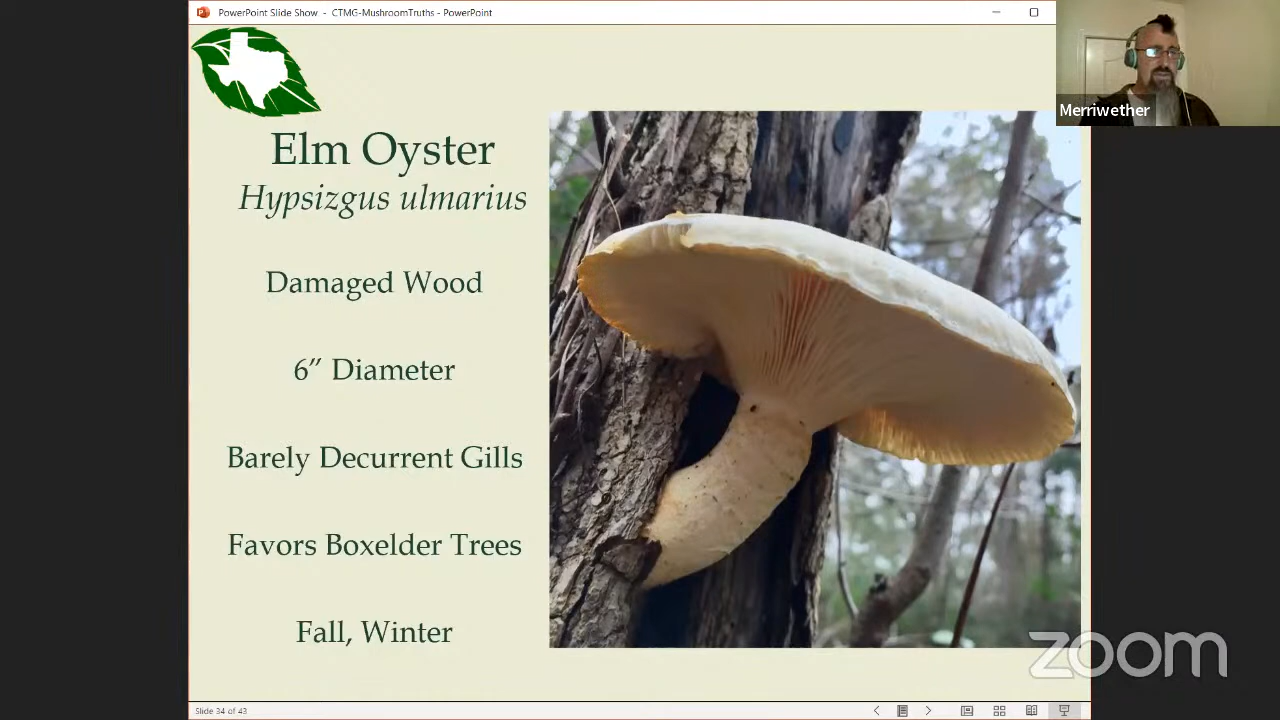 PowerPoint Slide Show - CTMG-MushroomTruths - PowerPoint
Merriwether
Elm Oyster
Hypsizgus ulmarius
Damaged Wood
6” Diameter
Barely Decurrent Gills
Favors Boxelder Trees
Fall, Winter
zoom
Slide 34 of 43